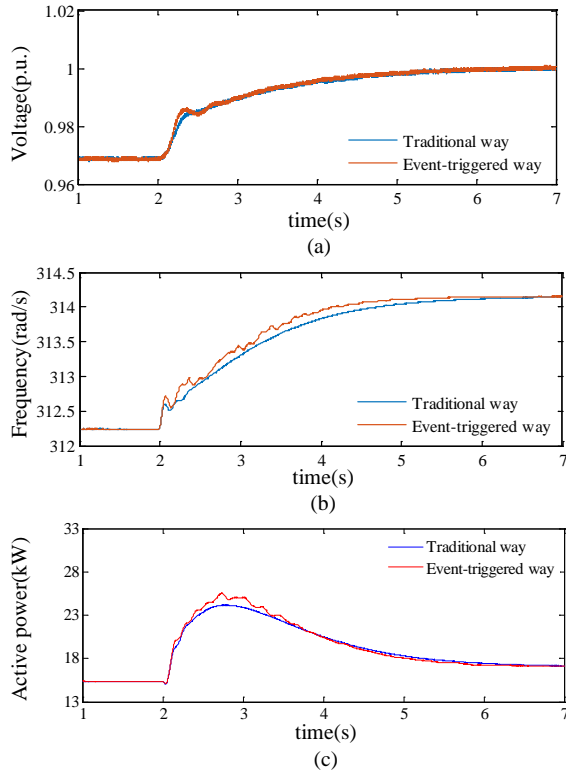 1.02
1
0.98
0.96
Voltage(p.u.)
Traditional way
Event-triggered way
1 2 3 4 5 6 7
time(s)
(a)
314.5
314
313
312.5
312
Frequency(rad/s)
Traditional way
Event-triggered way
1 2 3 4 5 6 7
time(s)
(b)
33
28
23
18
13
Active power(kW)
Traditional way
Event-triggered way
1 2 3 4 5 6 7
time(s)
(c)